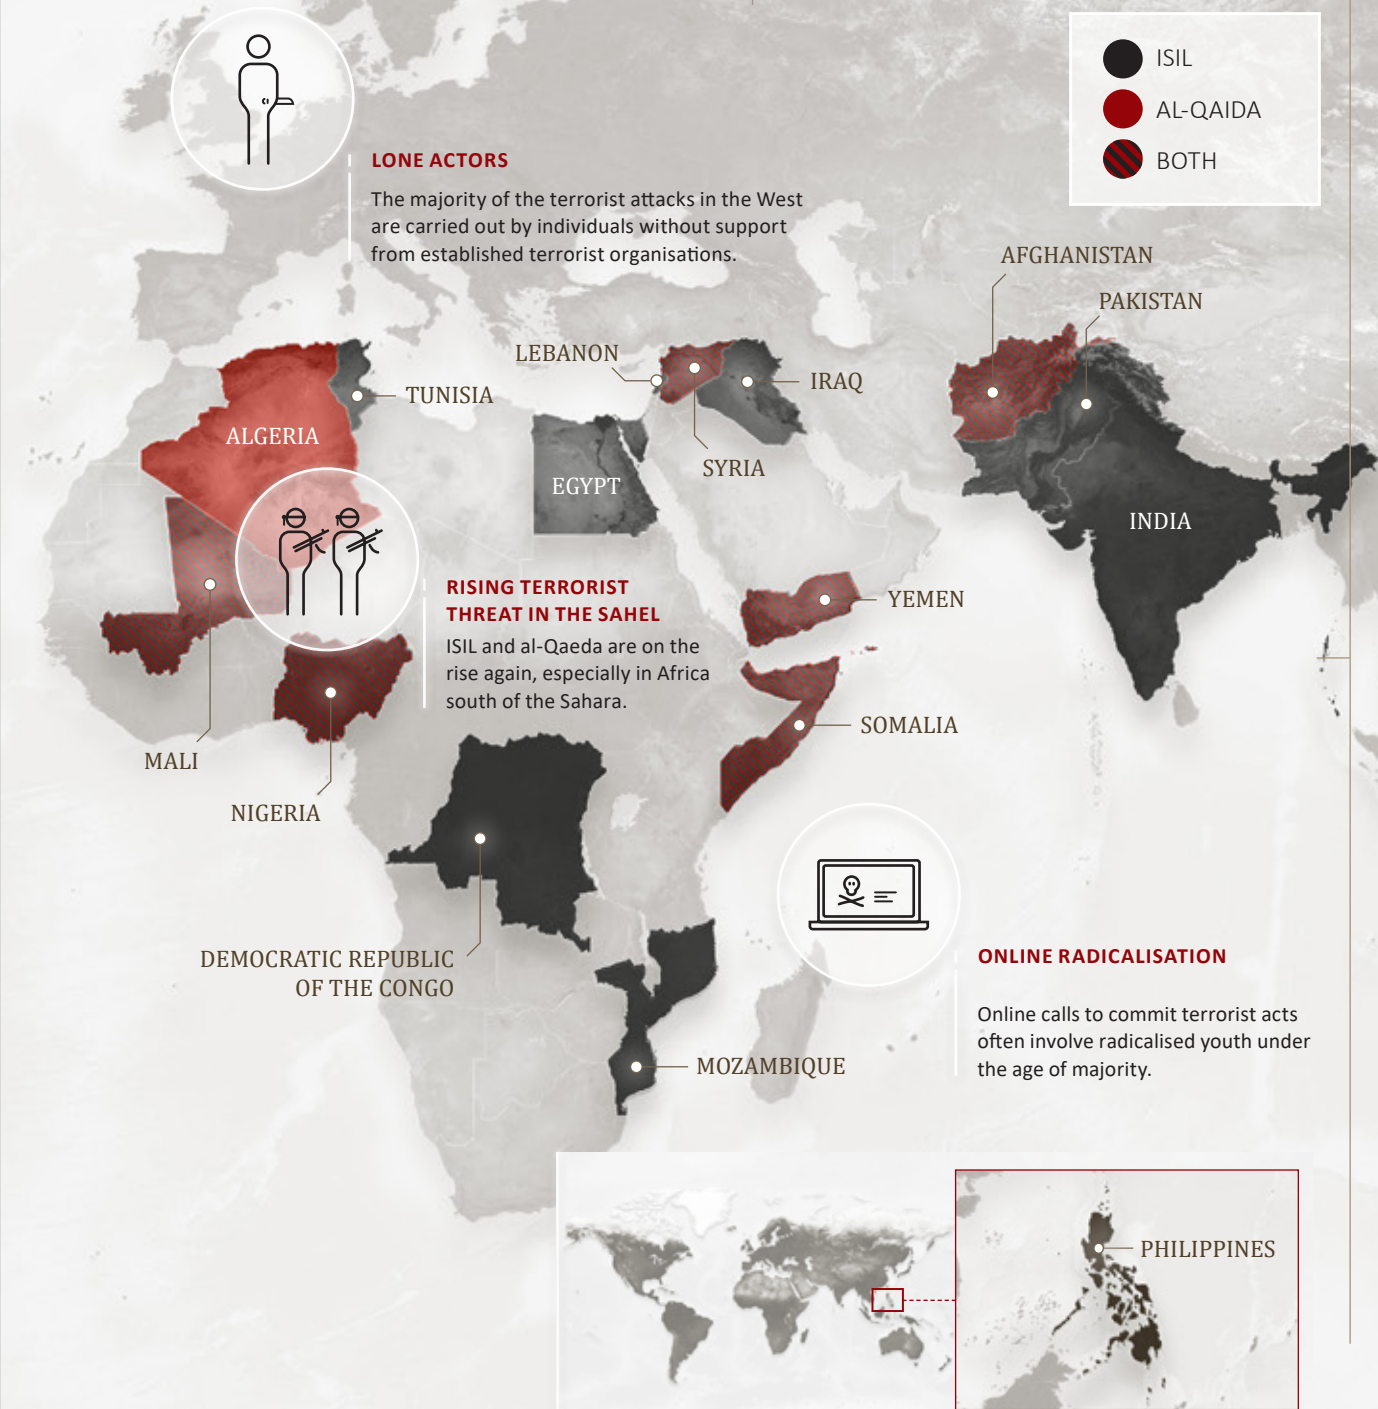 ISIL
AL-QAIDA
BOTH
LONE ACTORS
The majority of the terrorist attacks in the West
are carried out by individuals without support
from established terrorist organisations.
AFGHANISTAN
PAKISTAN
LEBANON
IRAQ
TUNISIA
ALGERIA
SYRIA
EGYPT
INDIA
RISING TERRORIST
THREAT IN THE SAHEL
ISIL and al-Qaeda are on the
rise again, especially in Africa
south of the Sahara.
YEMEN
SOMALIA
MALI
NIGERIA
DEMOCRATIC REPUBLIC
OF THE CONGO
ONLINE RADICALISATION
Online calls to commit terrorist acts
often involve radicalised youth under
the age of majority.
MOZAMBIQUE
PHILIPPINES